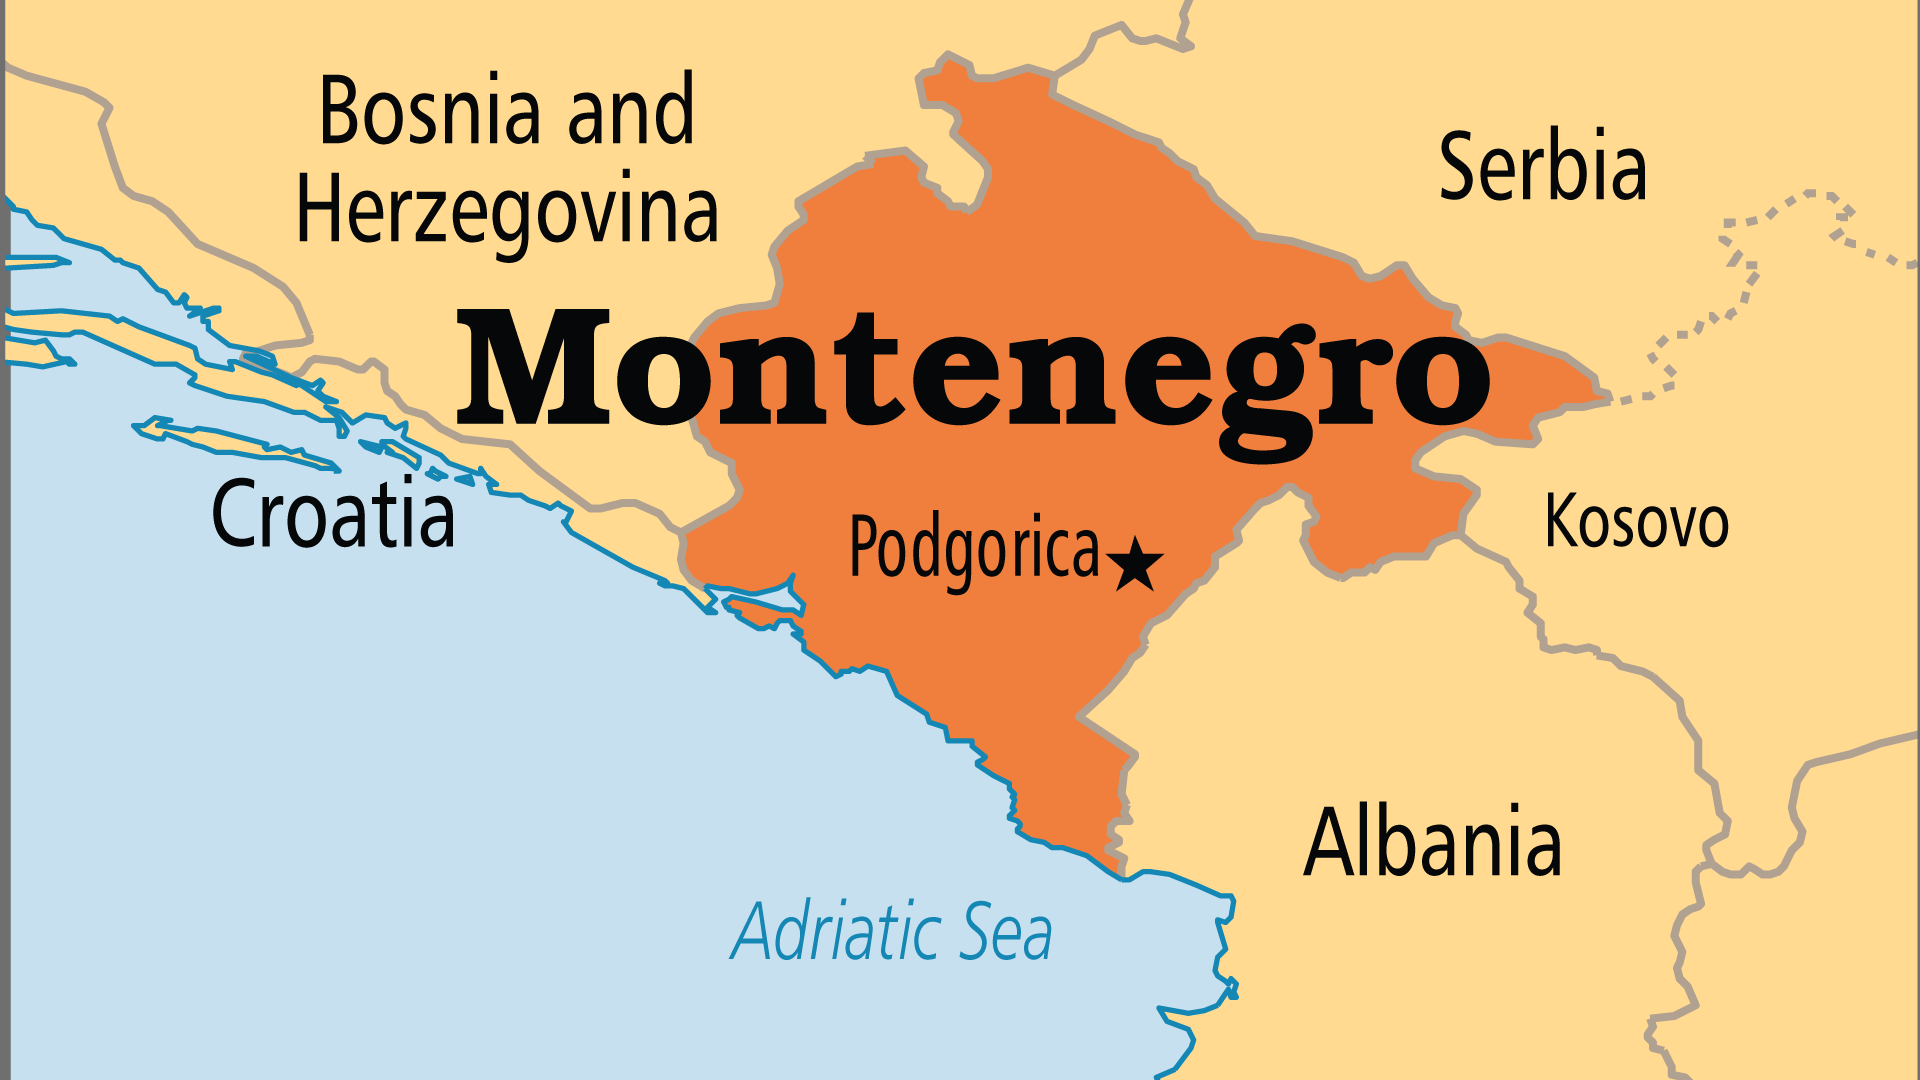 Bosnia and
Herzegovina
Serbia
Montenegro
Croatia
Podgorica
Kosovo
Albania
Adriatic Sea